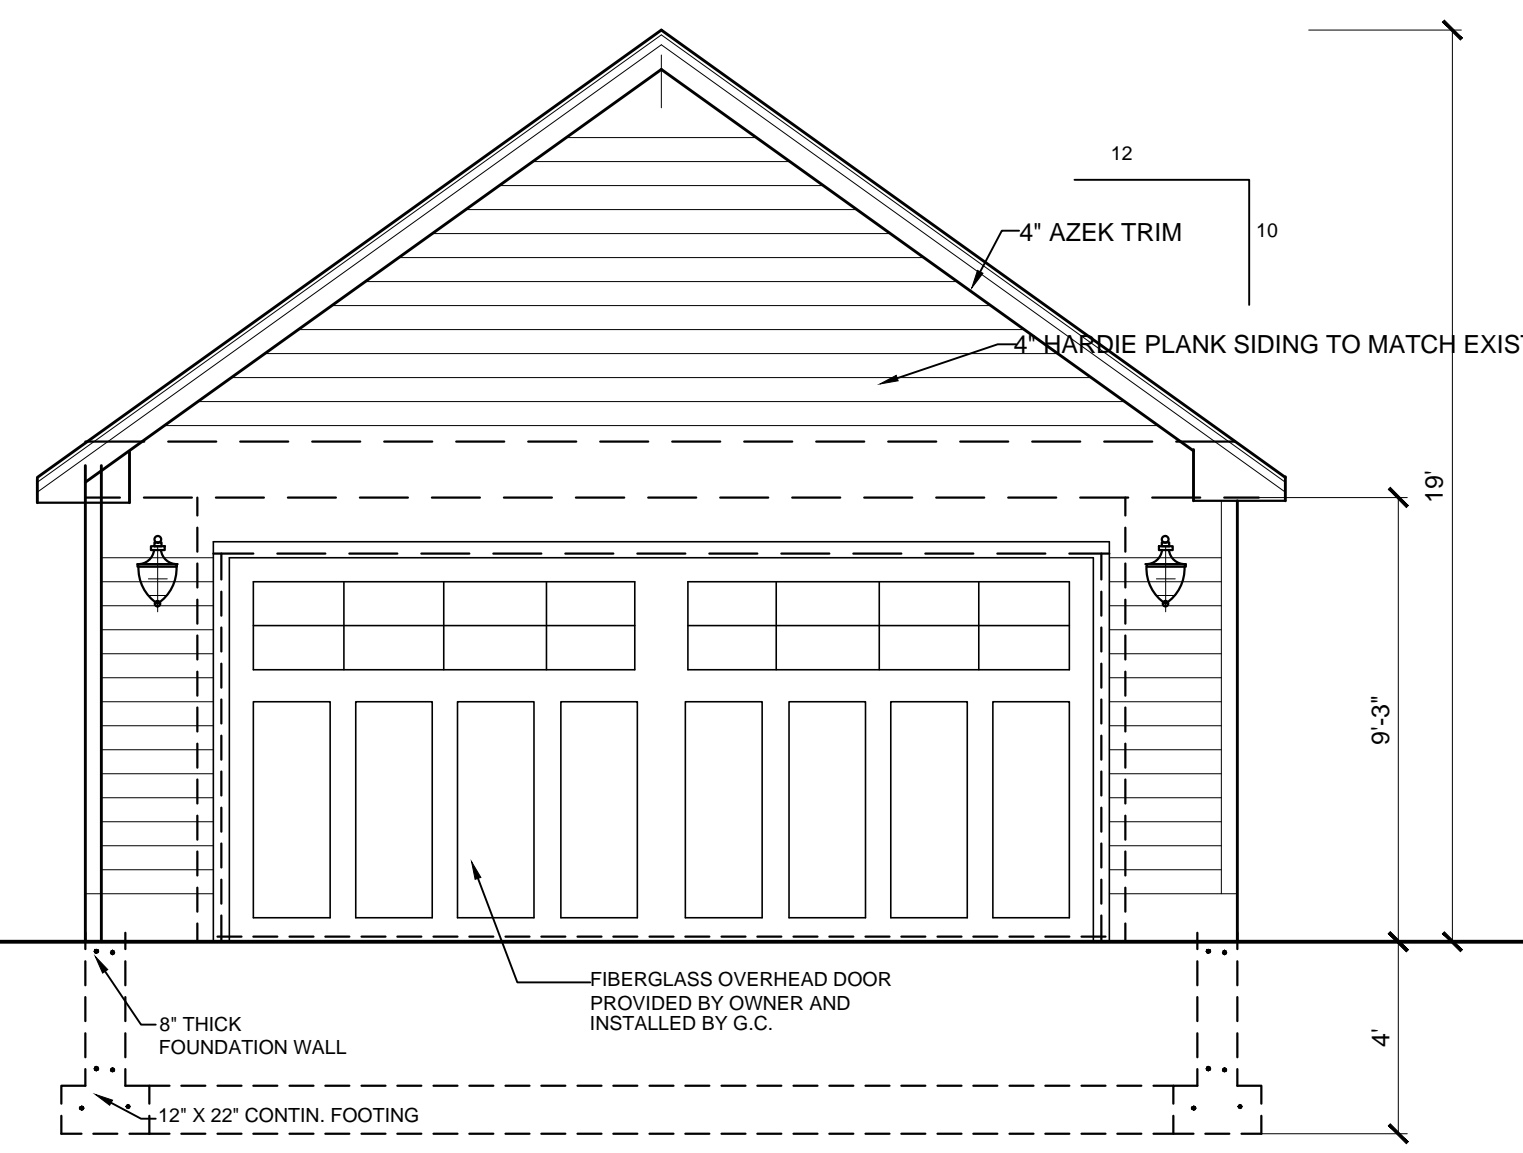 12
10
4" AZEK TRIM
4" HARDIE PLANK SIDING TO MATCH
19'
9'-3"
FIBERGLASS OVERHEAD DOOR
PROVIDED BY OWNER AND
INSTALLED BY G.C.
8" THICK
FOUNDATION WALL
4'
12" X 22" CONTIN. FOOTING